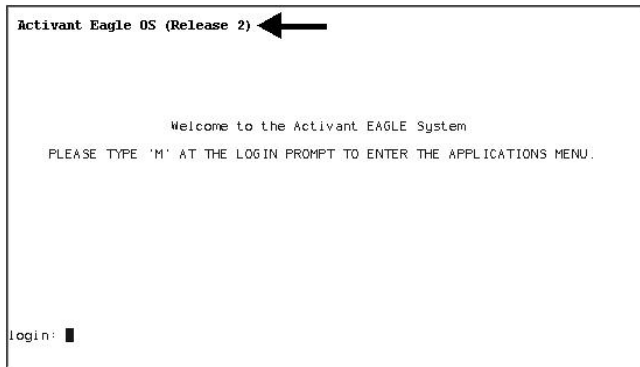 Activant Eagle OS (Release 2)
Welcome to the Activant EAGLE System
PLEASE TYPE 'M' AT THE LOGIN PROMPT TO ENTER THE APPLICATIONS MENU.
login: